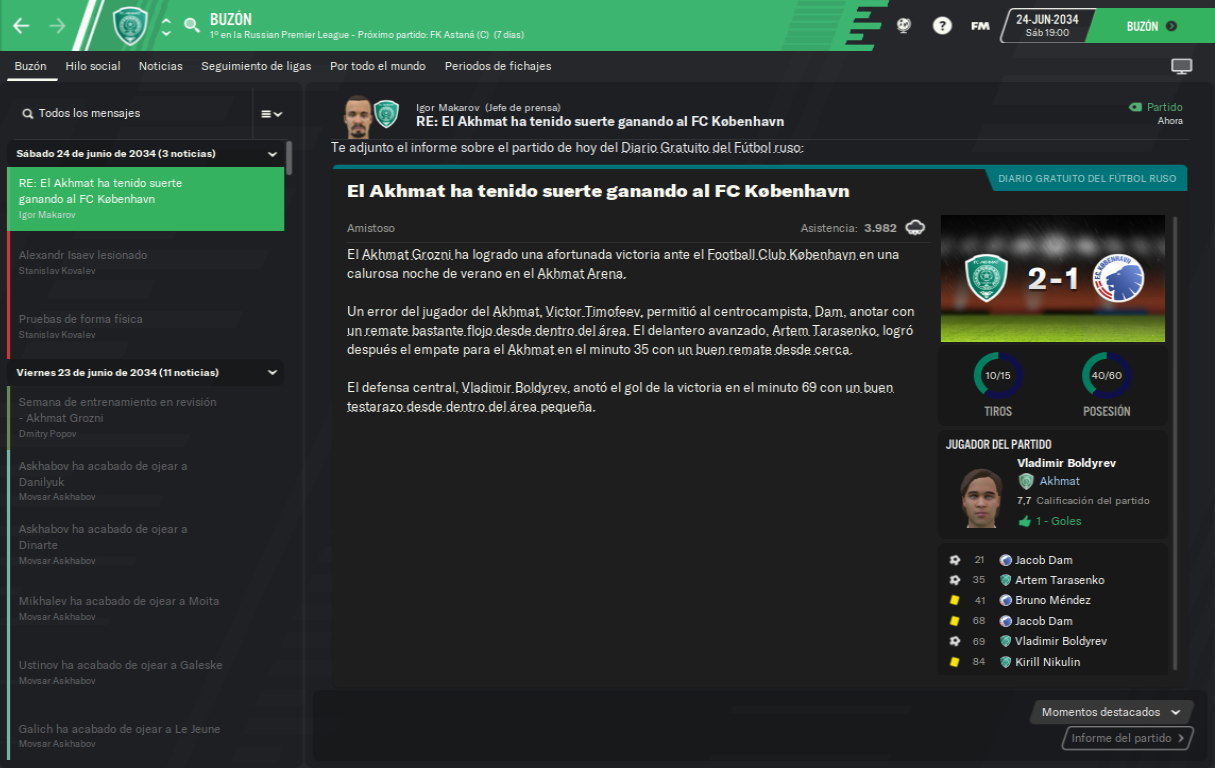 BUZÓN
1º en la Russian Premier League - Próximo partido: FK Astaná (C) (7 días)
?
FM
24-JUN-2034
Sáb 19:00
BUZÓN
Buzón
Hilo social
Noticias
Seguimiento de ligas
Por todo el mundo
Periodos de fichajes
Todos los mensajes
Sábado 24 de junio de 2034 (3 noticias)
RE: El Akhmat ha tenido suerte
ganando al FC København
Igor Makarov
Alexandr Isaev lesionado
Stanislav Kovalev
Pruebas de forma física
Stanislav Kovalev
Viernes 23 de junio de 2034 (11 noticias)
Semana de entrenamiento en revisión
- Akhmat Grozni
Dmitry Popov
Askhabov ha acabado de ojear a
Danilyuk
Movsar Askhabov
Askhabov ha acabado de ojear a
Dinarte
Movsar Askhabov
Mikhalev ha acabado de ojear a Moita
Movsar Askhabov
Ustinov ha acabado de ojear a Galeske
Movsar Askhabov
Galich ha acabado de ojear a Le Jeune
Movsar Askhabov
Igor Makarov (Jefe de prensa)
RE: El Akhmat ha tenido suerte ganando al FC København
Partido
Ahora
Te adjunto el informe sobre el partido de hoy del Diario Gratuito del Fútbol ruso:
DIARIO GRATUITO DEL FÚTBOL RUSO
El Akhmat ha tenido suerte ganando al FC København
Amistoso
Asistencia: 3.982
El Akhmat Grozni ha logrado una afortunada victoria ante el Football Club København en una
calurosa noche de verano en el Akhmat Arena.
Un error del jugador del Akhmat, Victor Timofeev, permitió al centrocampista, Dam, anotar con
un remate bastante flojo desde dentro del área. El delantero avanzado, Artem Tarasenko, logró
después el empate para el Akhmat en el minuto 35 con un buen remate desde cerca.
El defensa central, Vladimir Boldyrev, anotó el gol de la victoria en el minuto 69 con un buen
testarazo desde dentro del área pequeña.
2-1
10/15
TIROS
40/60
POSESIÓN
JUGADOR DEL PARTIDO
Vladimir Boldyrev
Akhmat
7,7 Calificación del partido
1 - Goles
21 Jacob Dam
35 Artem Tarasenko
41 Bruno Méndez
68 Jacob Dam
69 Vladimir Boldyrev
84 Kirill Nikulin
Momentos destacados
Informe del partido